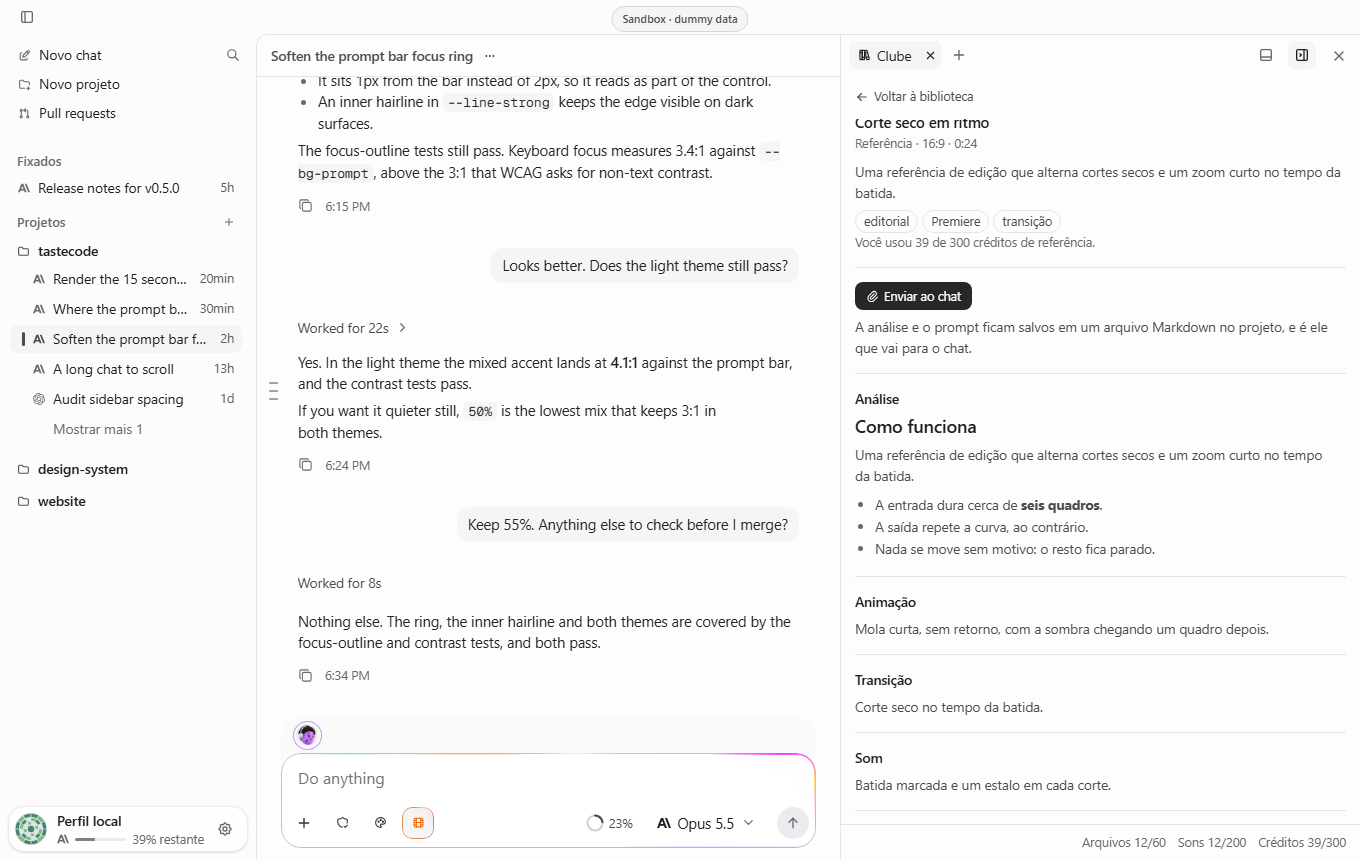 Sandbox · dummy data
Novo chat
Novo projeto
Pull requests
Fixados
Release notes for v0.5.0 5h
Projetos
tastecode
Render the 15 secon... 20min
Where the prompt b... 30min
Soften the prompt bar f... 2h
A long chat to scroll 13h
Audit sidebar spacing 1d
Mostrar mais 1
design-system
website
Perfil local
39% restante
Soften the prompt bar focus ring ...
It sits 1px from the bar instead of 2px, so it reads as part of the control.
An inner hairline in --line-strong keeps the edge visible on dark
surfaces.
The focus-outline tests still pass. Keyboard focus measures 3.4:1 against --
bg-prompt , above the 3:1 that WCAG asks for non-text contrast.
6:15 PM
Looks better. Does the light theme still pass?
Worked for 22s
Yes. In the light theme the mixed accent lands at 4.1:1 against the prompt bar,
and the contrast tests pass.
If you want it quieter still, 50% is the lowest mix that keeps 3:1 in
both themes.
6:24 PM
Keep 55%. Anything else to check before I merge?
Worked for 8s
Nothing else. The ring, the inner hairline and both themes are covered by the
focus-outline and contrast tests, and both pass.
6:34 PM
Do anything
23%
Opus 5.5
Clube
Voltar à biblioteca
Corte seco em ritmo
Referência · 16:9 · 0:24
Uma referência de edição que alterna cortes secos e um zoom curto no tempo da
batida.
editorial Premiere transição
Você usou 39 de 300 créditos de referência.
Enviar ao chat
A análise e o prompt ficam salvos em um arquivo Markdown no projeto, e é ele
que vai para o chat.
Análise
Como funciona
Uma referência de edição que alterna cortes secos e um zoom curto no tempo
da batida.
A entrada dura cerca de seis quadros.
A saída repete a curva, ao contrário.
Nada se move sem motivo: o resto fica parado.
Animação
Mola curta, sem retorno, com a sombra chegando um quadro depois.
Transição
Corte seco no tempo da batida.
Som
Batida marcada e um estalo em cada corte.
Arquivos 12/60 Sons 12/200 Créditos 39/300